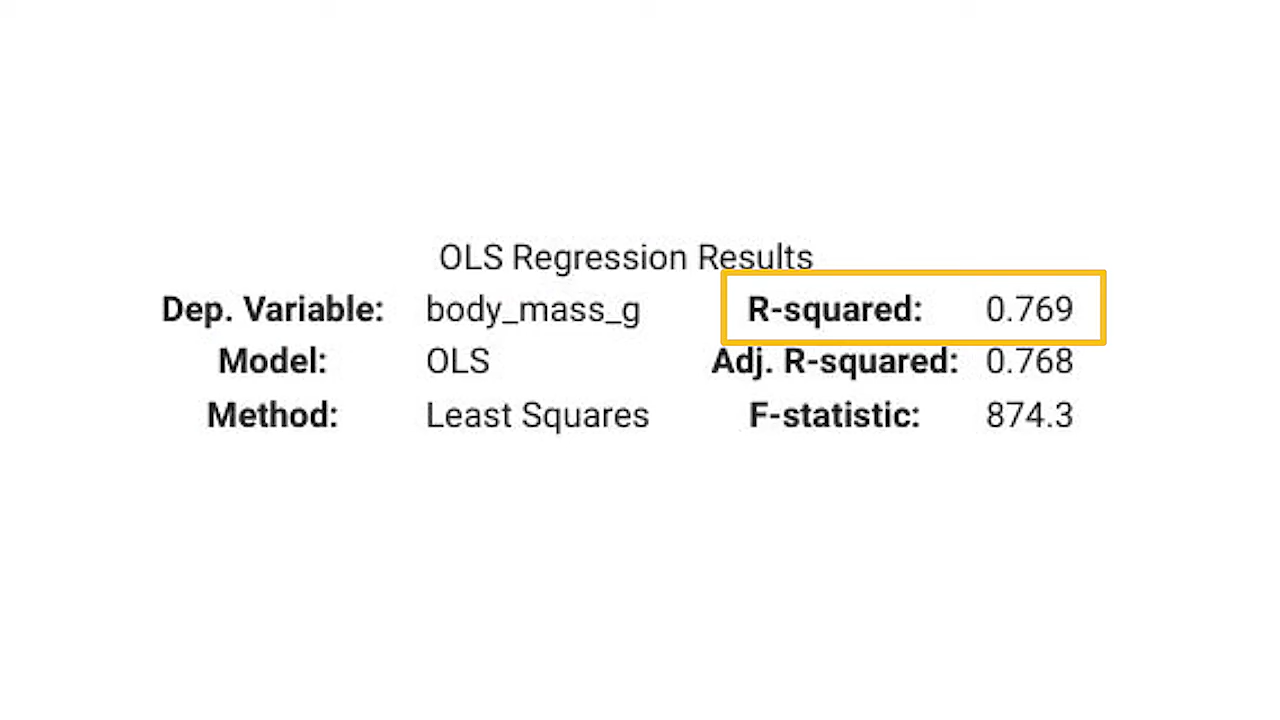 OLS Regression Results
Dep. Variable: body_mass_g R-squared: 0.769
Model: OLS Adj. R-squared: 0.768
Method: Least Squares F-statistic: 874.3